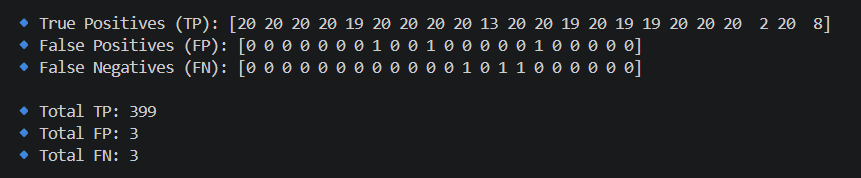 🔹 True Positives (TP): [20 20 20 20 19 20 20 20 20 13 20 20 19 20 19 19 20 20 20  2 20  8]
🔹 False Positives (FP): [0 0 0 0 0 0 0 1 0 0 1 0 0 0 0 0 1 0 0 0 0 0]
🔹 False Negatives (FN): [0 0 0 0 0 0 0 0 0 0 0 0 1 0 1 1 0 0 0 0 0 0]
🔹 Total TP: 399
🔹 Total FP: 3
🔹 Total FN: 3